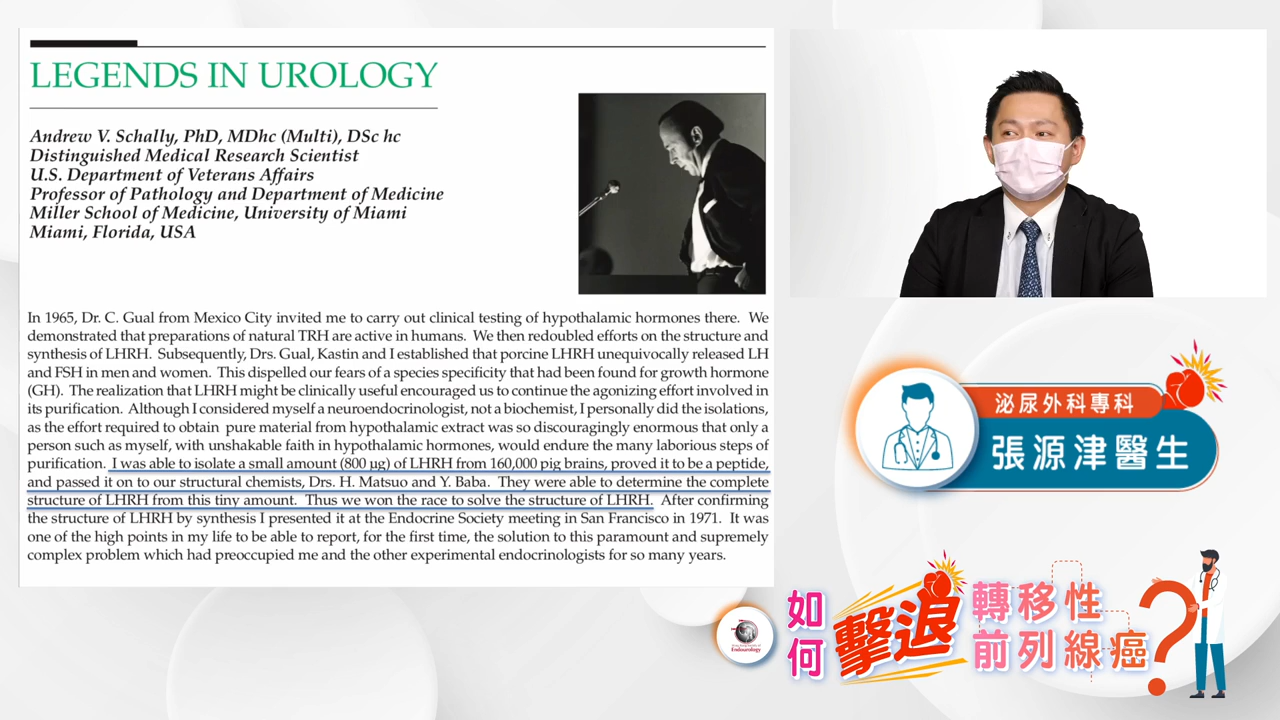 LEGENDS IN UROLOGY
Andrew V. Schally, PhD, MDhc (Multi), DSc hc
Distinguished Medical Research Scientist
U.S. Department of Veterans Affairs
Professor of Pathology and Department of Medicine
Miller School of Medicine, University of Miami
Miami, Florida, USA
In 1965, Dr. C. Gual from Mexico City invited me to carry out clinical testing of hypothalamic hormones there. We
demonstrated that preparations of natural TRH are active in humans. We then redoubled efforts on the structure and
synthesis of LHRH. Subsequently, Drs. Gual, Kastin and I established that porcine LHRH unequivocally released LH
and FSH in men and women. This dispelled our fears of a species specificity that had been found for growth hormone
(GH). The realization that LHRH might be clinically useful encouraged us to continue the agonizing effort involved in
its purification. Although I considered myself a neuroendocrinologist, not a biochemist, I personally did the isolations,
as the effort required to obtain pure material from hypothalamic extract was so discouragingly enormous that only a
person such as myself, with unshakable faith in hypothalamic hormones, would endure the many laborious steps of
purification. I was able to isolate a small amount (800 µg) of LHRH from 160,000 pig brains, proved it to be a peptide,
and passed it on to our structural chemists, Drs. H. Matsuo and Y. Baba. They were able to determine the complete
structure of LHRH from this tiny amount. Thus we won the race to solve the structure of LHRH. After confirming
the structure of LHRH by synthesis I presented it at the Endocrine Society meeting in San Francisco in 1971. It was
one of the high points in my life to be able to report, for the first time, the solution to this paramount and supremely
complex problem which had preoccupied me and the other experimental endocrinologists for so many years.
泌尿外科專科
張源津醫生
Endourology
如何擊退轉移性
前列線癌?